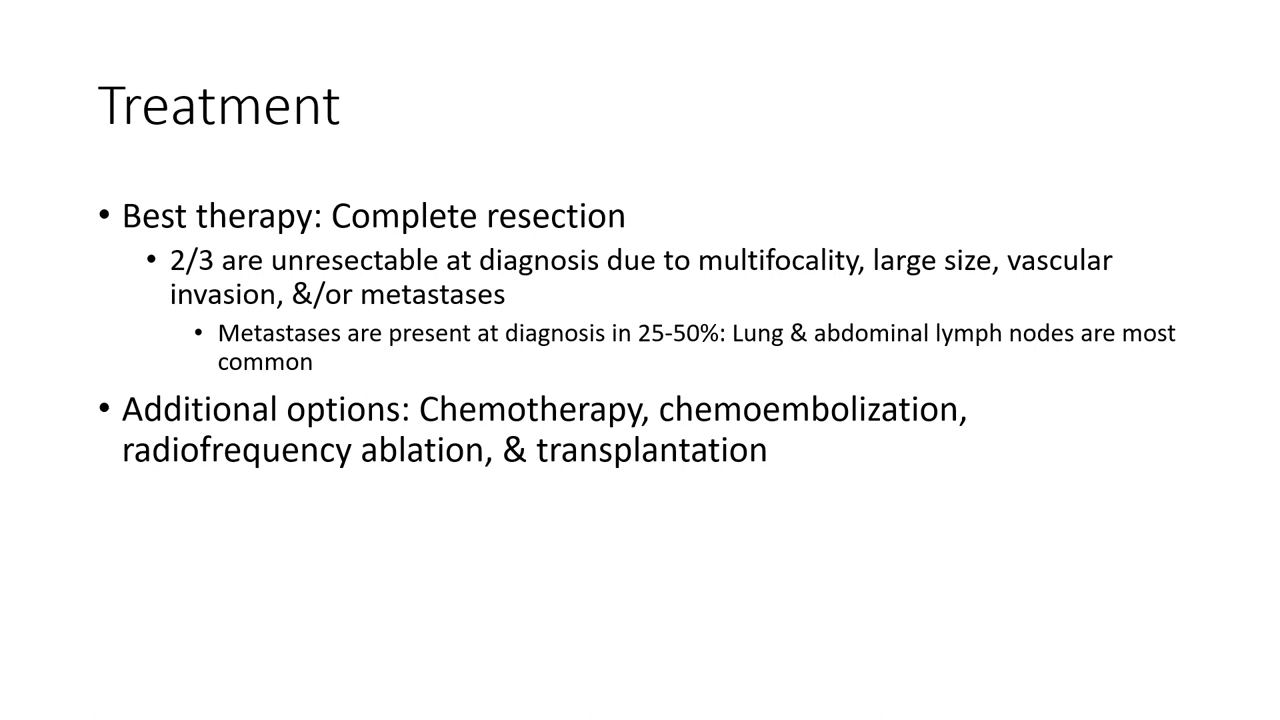 Treatment
• Best therapy: Complete resection
• 2/3 are unresectable at diagnosis due to multifocality, large size, vascular
invasion, &/or metastases
• Metastases are present at diagnosis in 25-50%: Lung & abdominal lymph nodes are most
common
• Additional options: Chemotherapy, chemoembolization,
radiofrequency ablation, & transplantation